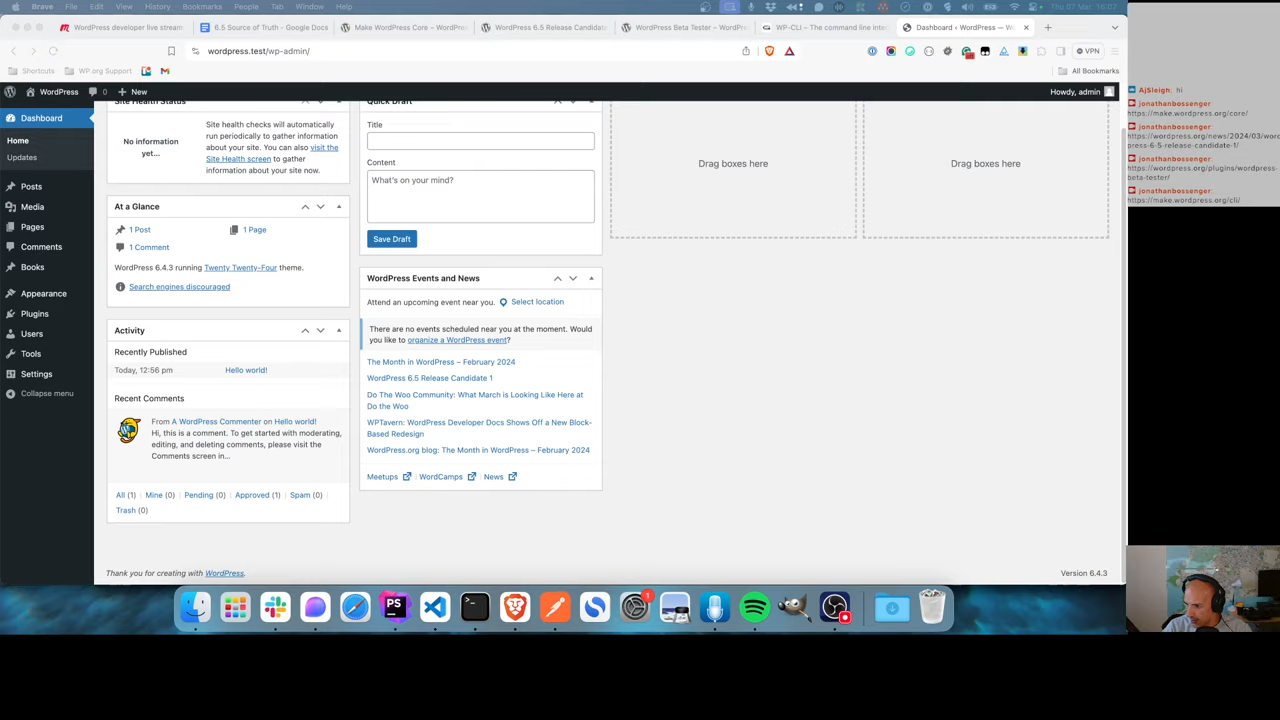 Brave File Edit View History Bookmarks People Tab Window Help Thu 07 Mar 16:07
WordPress developer live stream 6.5 Source of Truth - Google Docs Make WordPress Core – WordPre WordPress 6.5 Release Candidate WordPress Beta Tester – WordPre WP-CLI – The command line inter Dashboard ‹ WordPress — Wo
wordpress.test/wp-admin/ VPN
Shortcuts WP org Support All Bookmarks
WordPress 0 New Howdy, admin
Dashboard
Home
Updates
Posts
Media
Pages
Comments
Books
Appearance
Plugins
Users
Tools
Settings
Collapse menu
Site Health Status
No information yet...
Site health checks will automatically
run periodically to gather information
about your site. You can also visit the
Site Health screen to gather
information about your site now.
At a Glance
1 Post 1 Page
1 Comment
WordPress 6.4.3 running Twenty Twenty-Four theme.
Search engines discouraged
Activity
Recently Published
Today, 12:56 pm Hello world!
Recent Comments
From A WordPress Commenter on Hello world!
Hi, this is a comment. To get started with moderating,
editing, and deleting comments, please visit the
Comments screen in...
All (1) | Mine (0) | Pending (0) | Approved (1) | Spam (0) |
Trash (0)
Quick Draft
Title
Content
What's on your mind?
Save Draft
WordPress Events and News
Attend an upcoming event near you. Select location
There are no events scheduled near you at the moment. Would
you like to organize a WordPress event?
The Month in WordPress – February 2024
WordPress 6.5 Release Candidate 1
Do The Woo Community: What March is Looking Like Here at
Do the Woo
WPTavern: WordPress Developer Docs Shows Off a New Block-
Based Redesign
WordPress.org blog: The Month in WordPress – February 2024
Meetups | WordCamps | News
Drag boxes here
Drag boxes here
Thank you for creating with WordPress.
Version 6.4.3
AjSleigh: hi
jonathanbossenger:
https://make.wordpress.org/core/
jonathanbossenger:
https://wordpress.org/news/2024/03/wor
press-6-5-release-candidate-1/
jonathanbossenger:
https://wordpress.org/plugins/wordpress-
beta-tester/
jonathanbossenger:
https://make.wordpress.org/cli/
PS
1